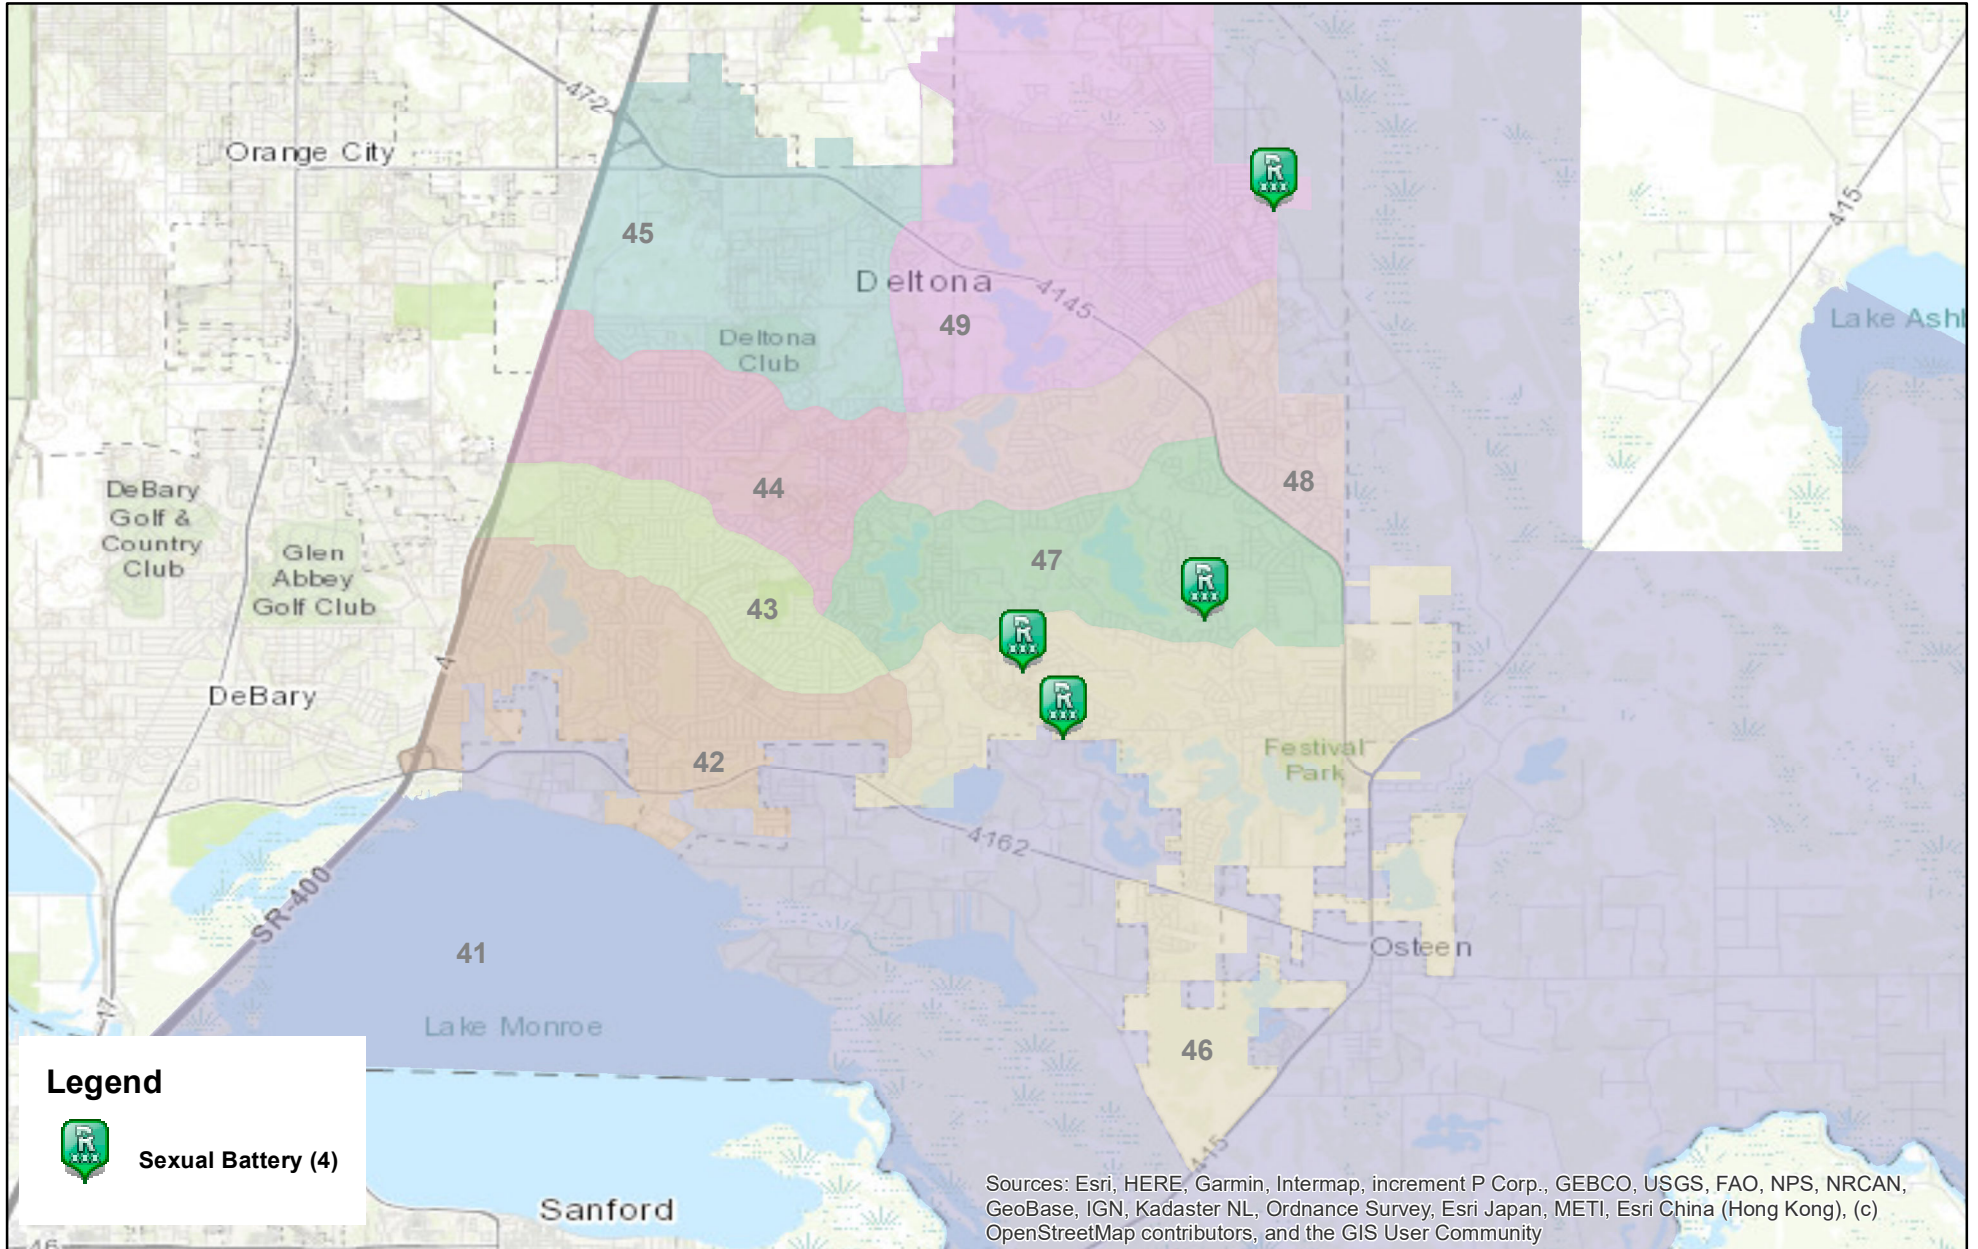 472
Orange City
415
45
Deltona
4145
49
Lake Ashl
Deltona
Club
DeBary
Golf &
Country
Club
44
48
Glen
Abbey
Golf Club
47
43
4
DeBary
42
Festival
Park
4162
SR-400
41
Osteen
17
Lake Monroe
46
Legend
Sexual Battery (4)
415
Sanford
Sources: Esri, HERE, Garmin, Intermap, increment P Corp., GEBCO, USGS, FAO, NPS, NRCAN,
GeoBase, IGN, Kadaster NL, Ordnance Survey, Esri Japan, METI, Esri China (Hong Kong), (c)
OpenStreetMap contributors, and the GIS User Community
46